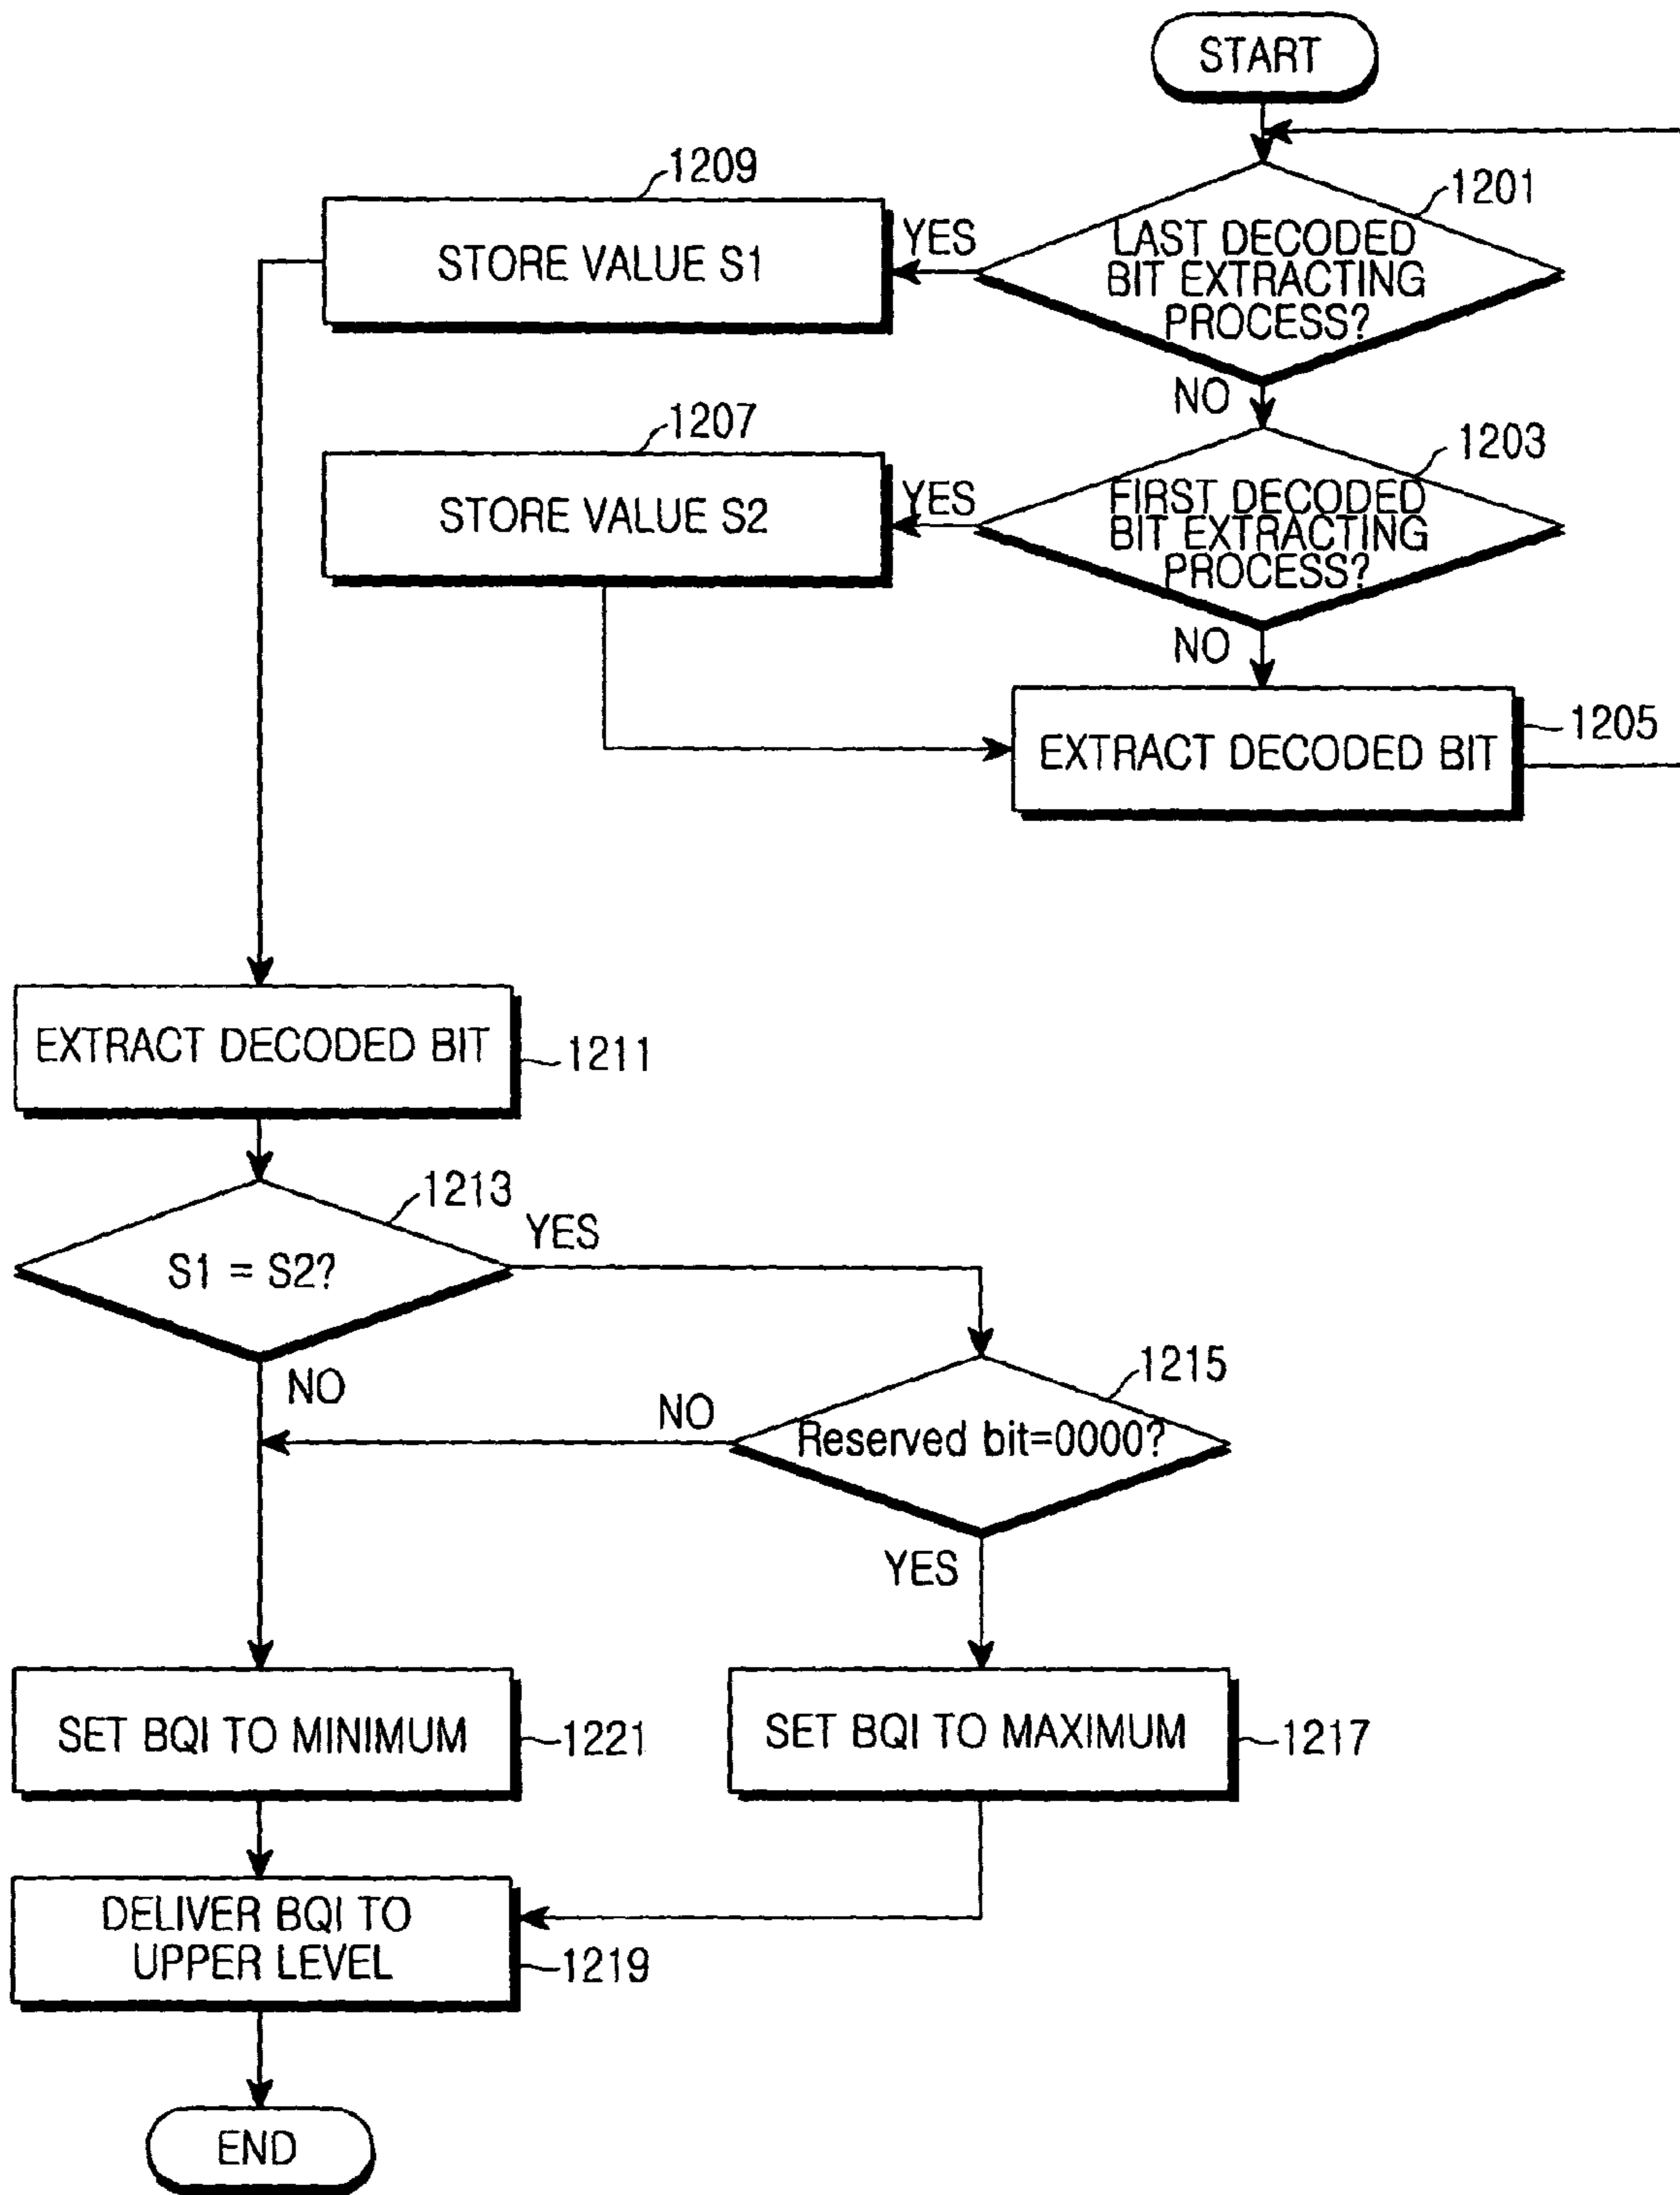 START
1209
1201
STORE VALUE S1
YES
LAST DECODED
BIT EXTRACTING
PROCESS?
NO
1207
1203
STORE VALUE S2
YES
FIRST DECODED
BIT EXTRACTING
PROCESS?
NO
EXTRACT DECODED BIT
1205
EXTRACT DECODED BIT
1211
1213
S1 = S2?
YES
NO
1215
NO
Reserved bit=0000?
YES
SET BQI TO MINIMUM
1221
SET BQI TO MAXIMUM
1217
DELIVER BQI TO
UPPER LEVEL
1219
END